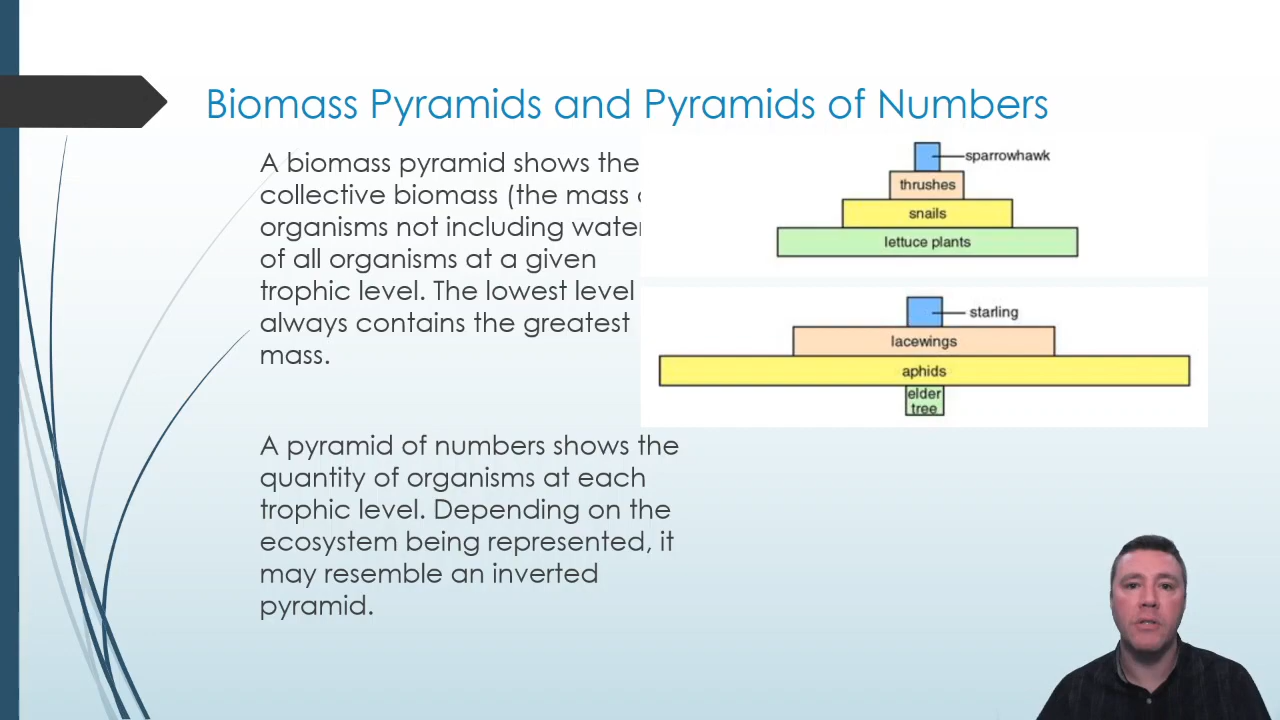 Biomass Pyramids and Pyramids of Numbers
A biomass pyramid shows the
collective biomass (the mass
organisms not including water
of all organisms at a given
trophic level. The lowest level
always contains the greatest
mass.
A pyramid of numbers shows the
quantity of organisms at each
trophic level. Depending on the
ecosystem being represented, it
may resemble an inverted
pyramid.
sparrowhawk
thrushes
snails
lettuce plants
starling
lacewings
aphids
elder
tree